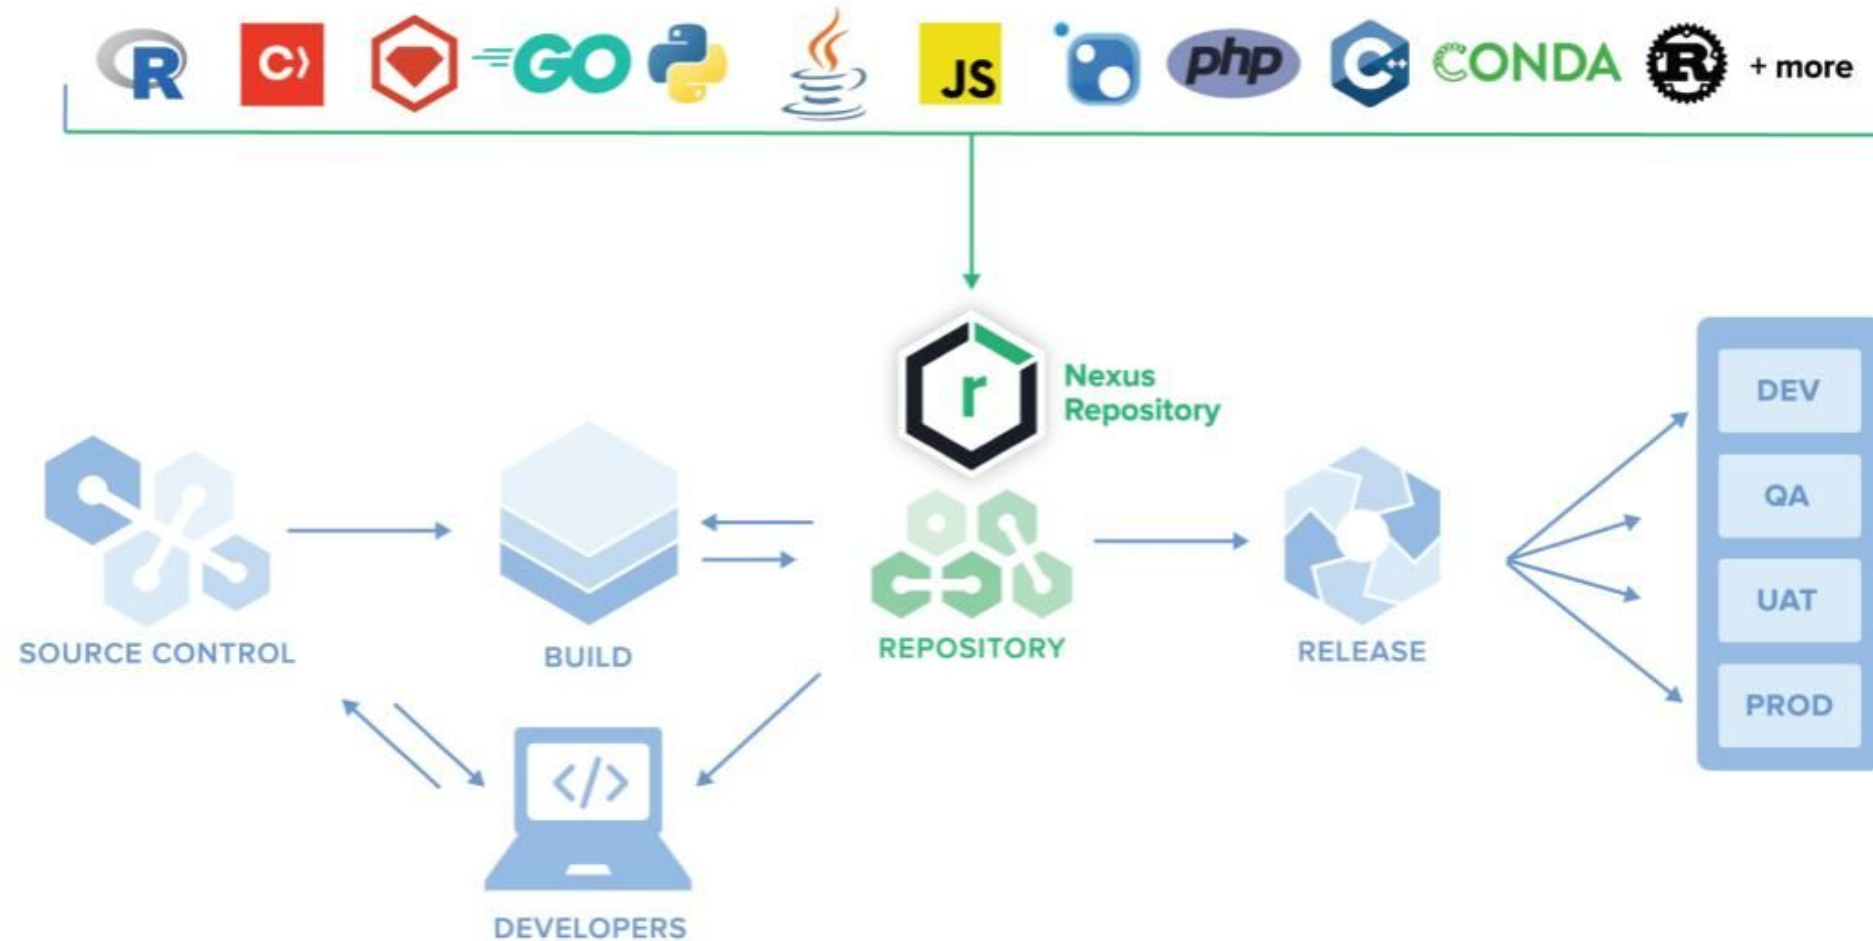 R
C
GO
JS
php
C++
CONDA
R
+ more
r
Nexus
Repository
DEV
QA
UAT
PROD
SOURCE CONTROL
BUILD
REPOSITORY
RELEASE
</>
DEVELOPERS